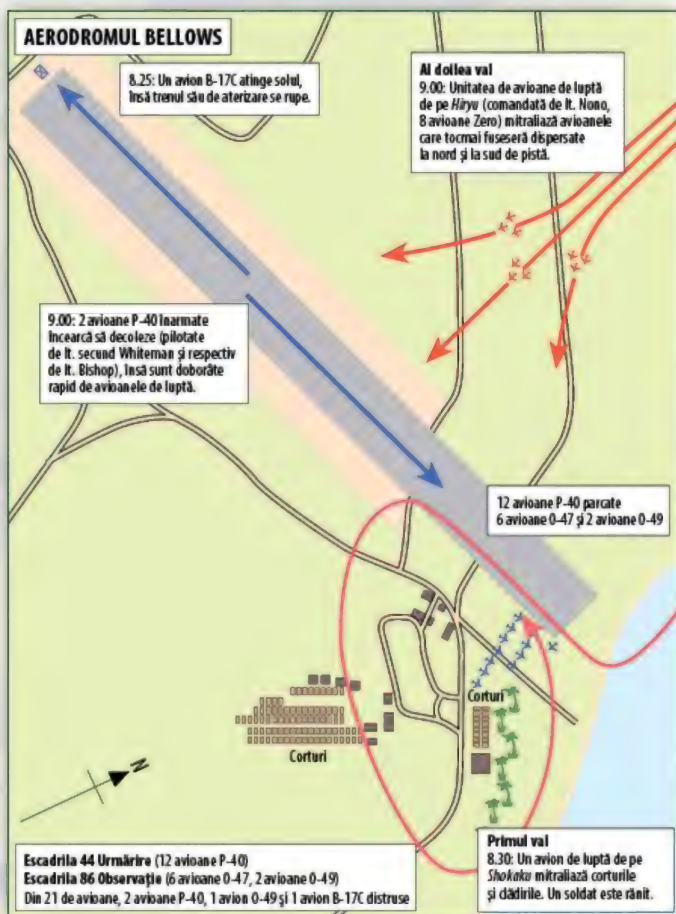 AERODROMUL BELLOWS
8.25: Un avion B-17C atinge solul,
însă trenul său de aterizare se rupe.
Al doilea val
9.00: Unitatea de avioane de luptă
de pe Hiryu (comandată de lt. Nono,
8 avioane Zero) mitraliază avioanele
care tocmai fuseseră dispersate
la nord și la sud de pistă.
9.00: 2 avioane P-40 înarmate
încearcă să decoleze (pilotate
de lt. secund Whiteman și respectiv
de lt. Bishop), însă sunt doborâte
rapid de avioanele de luptă.
12 avioane P-40 parcate
6 avioane O-47 și 2 avioane O-49
Corturi
Corturi
N
Primul val
8.30: Un avion de luptă de pe
Shokaku mitraliază corturile
și clădirile. Un soldat este rănit.
Escadrila 44 Urmărire (12 avioane P-40)
Escadrila 86 Observație (6 avioane O-47, 2 avioane O-49)
Din 21 de avioane, 2 avioane P-40, 1 avion O-49 și 1 avion B-17C distruse